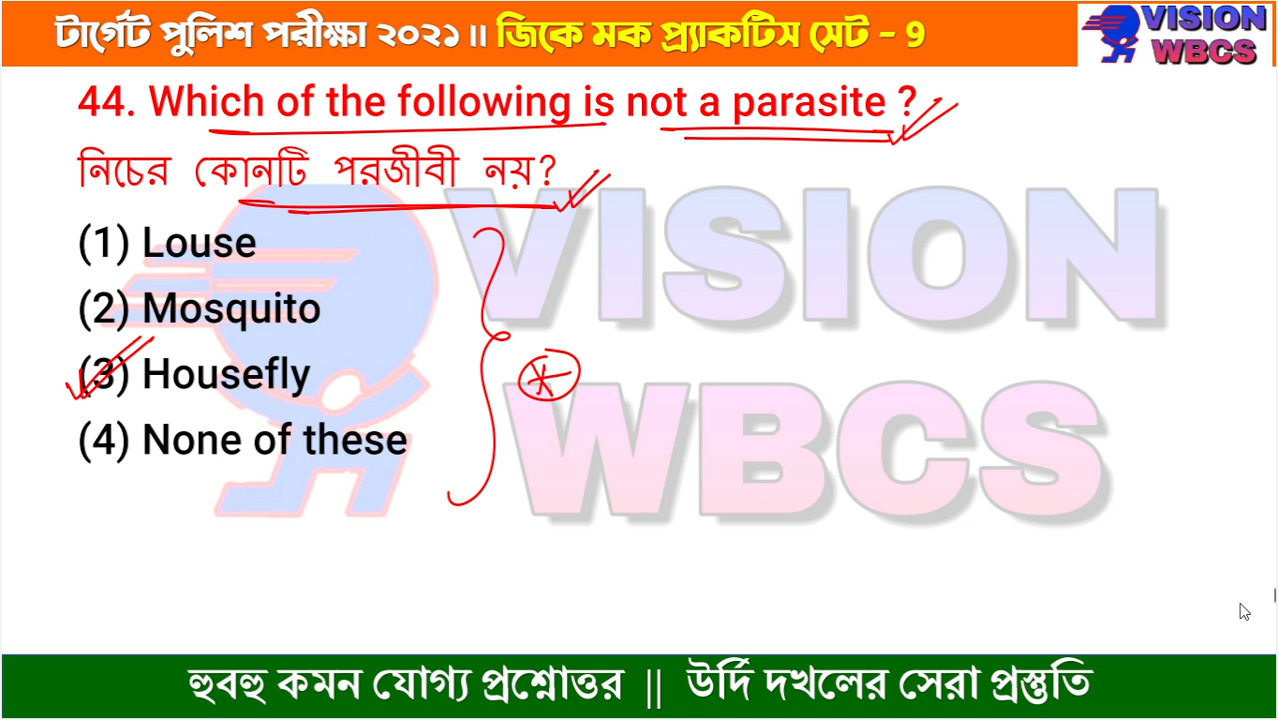 টার্গেট পুলিশ পরীক্ষা ২০২১ ।। জিকে মক প্র্যাকটিস সেট - 9
VISION
WBCS
44. Which of the following is not a parasite ?
নিচের কোনটি পরজীবী নয়?
(1) Louse
(2) Mosquito
(3) Housefly
(4) None of these
VISION
WBCS
হুবহু কমন যোগ্য প্রশ্নোত্তর || উর্দি দখলের সেরা প্রস্তুতি